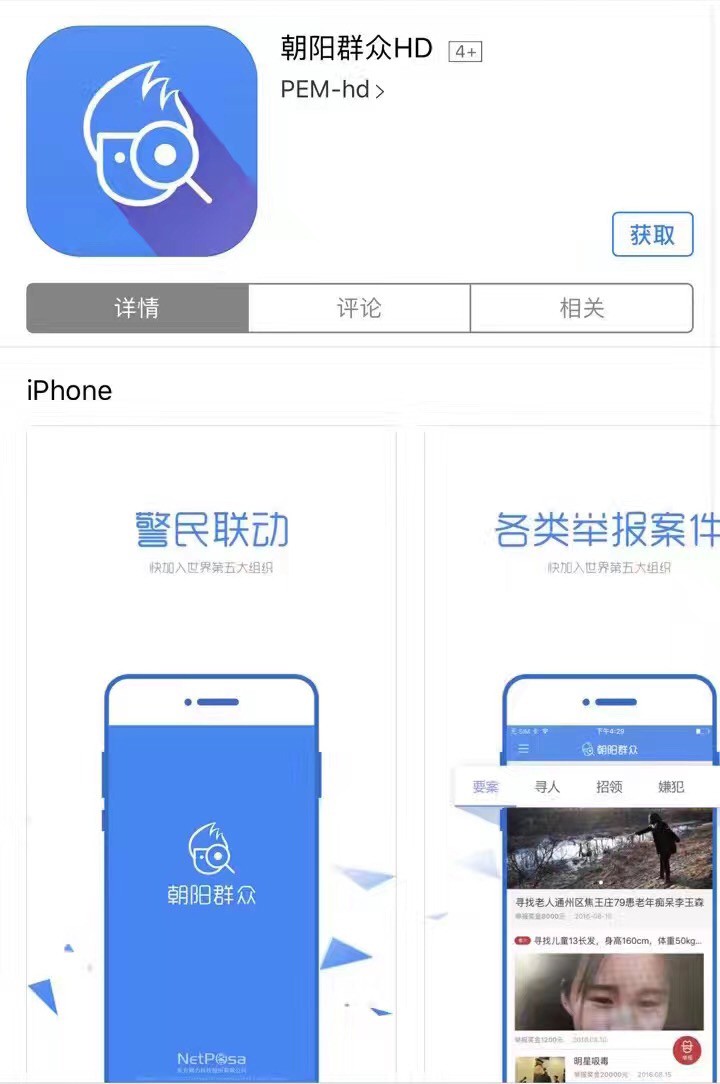 朝阳群众HD 4+
PEM-hd >
获取
详情 评论 相关
iPhone
警民联动
快加入世界第五大组织
朝阳群众
NetPosa
各类举报案件
快加入世界第五大组织
无SIM卡 下午4:29
朝阳群众
要案 寻人 招领 嫌犯
寻找老人通州区焦王庄79患老年痴呆李玉森
举报奖金8000元 2016-08-10
寻找儿童13长发，身高160cm，体重50kg...
举报奖金1200元 2016.08.10
举报
明星吸毒
举报奖金20000元 2016.08.15